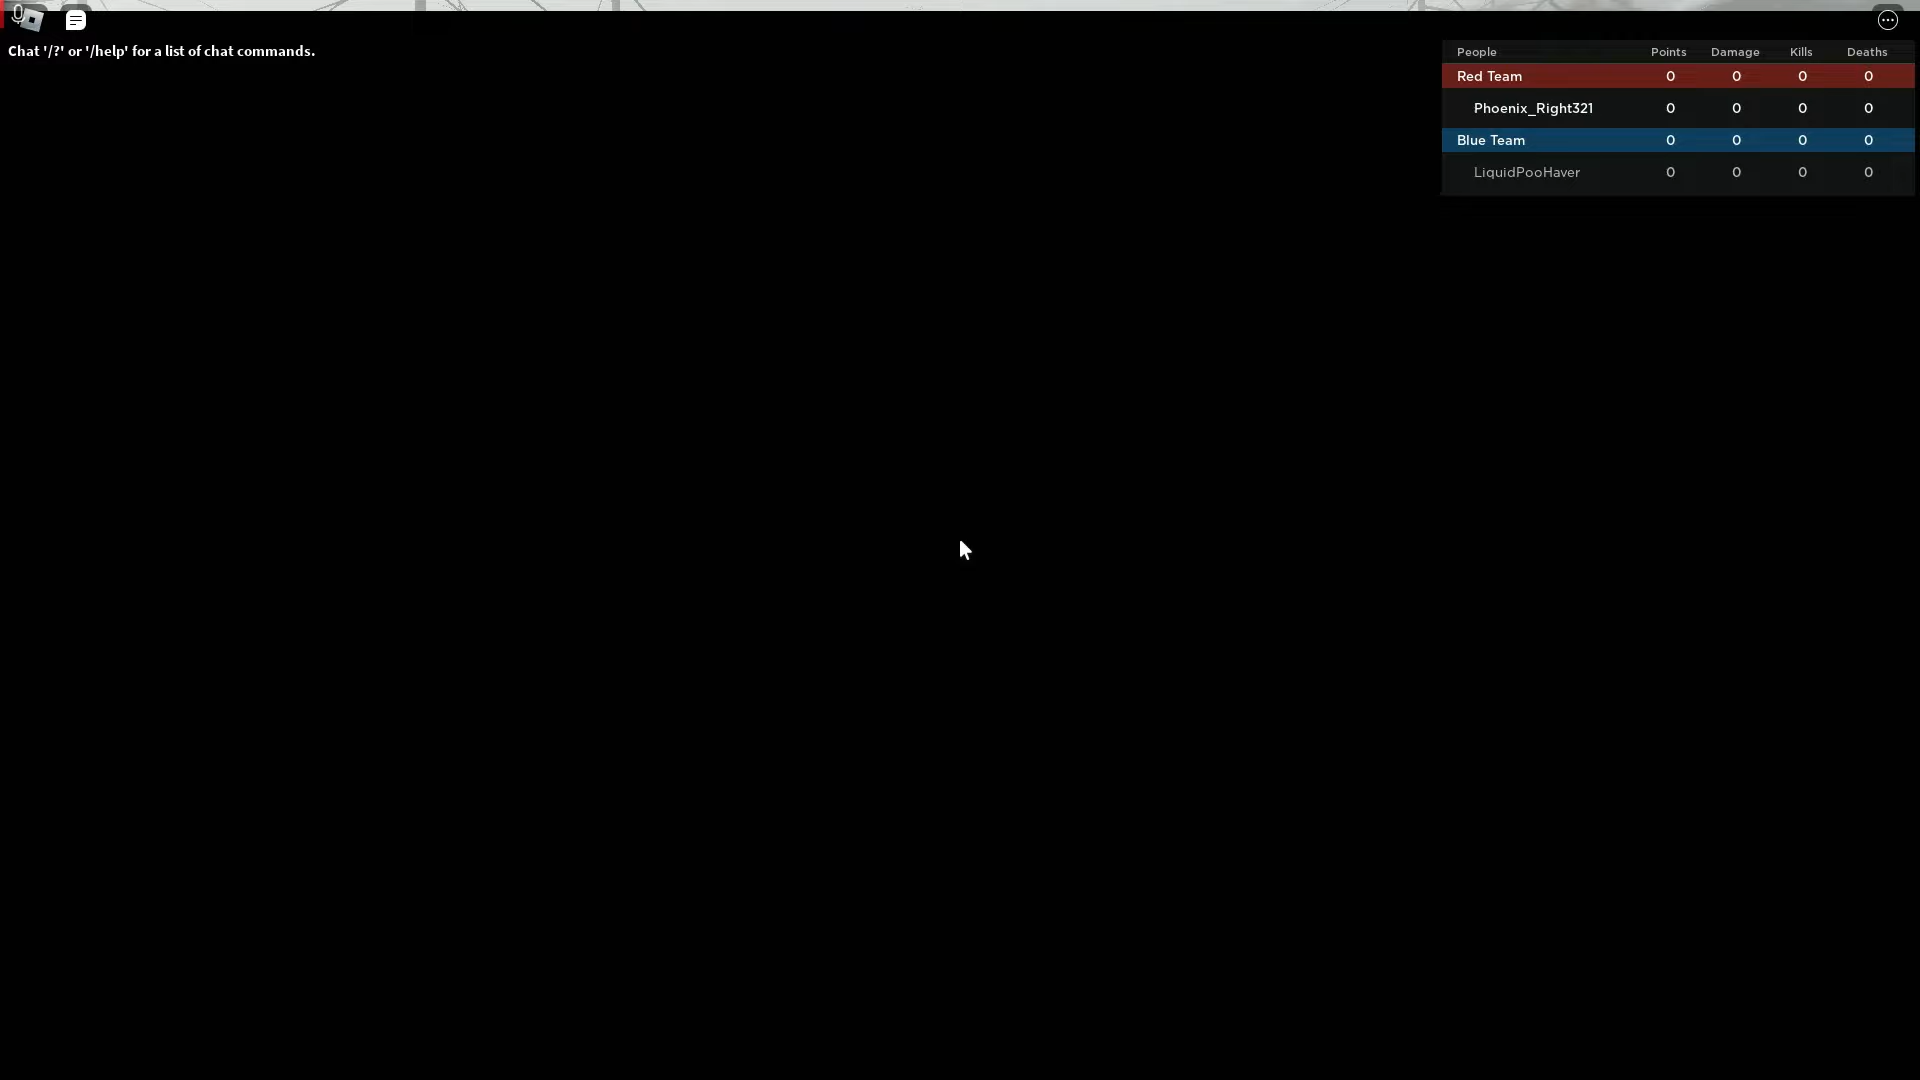 Chat '/?' or '/help' for a list of chat commands.
People Points Damage Kills Deaths
Red Team 0 0 0 0
Phoenix_Right321 0 0 0 0
Blue Team 0 0 0 0
LiquidPooHaver 0 0 0 0